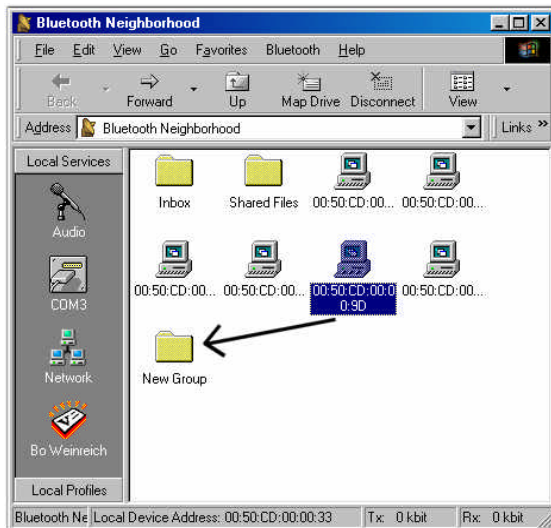 Bluetooth Neighborhood
File Edit View Go Favorites Bluetooth Help
Back Forward Up Map Drive Disconnect View
Address Bluetooth Neighborhood Links »
Local Services
Audio
COM3
Network
Bo Weinreich
Local Profiles
Inbox Shared Files 00:50:CD:00... 00:50:CD:00...
00:50:CD:00... 00:50:CD:00... 00:50:CD:00:0 00:50:CD:00...
0:9D
New Group
Bluetooth Ne Local Device Address: 00:50:CD:00:00:33 Tx: 0 kbit Rx: 0 kbit